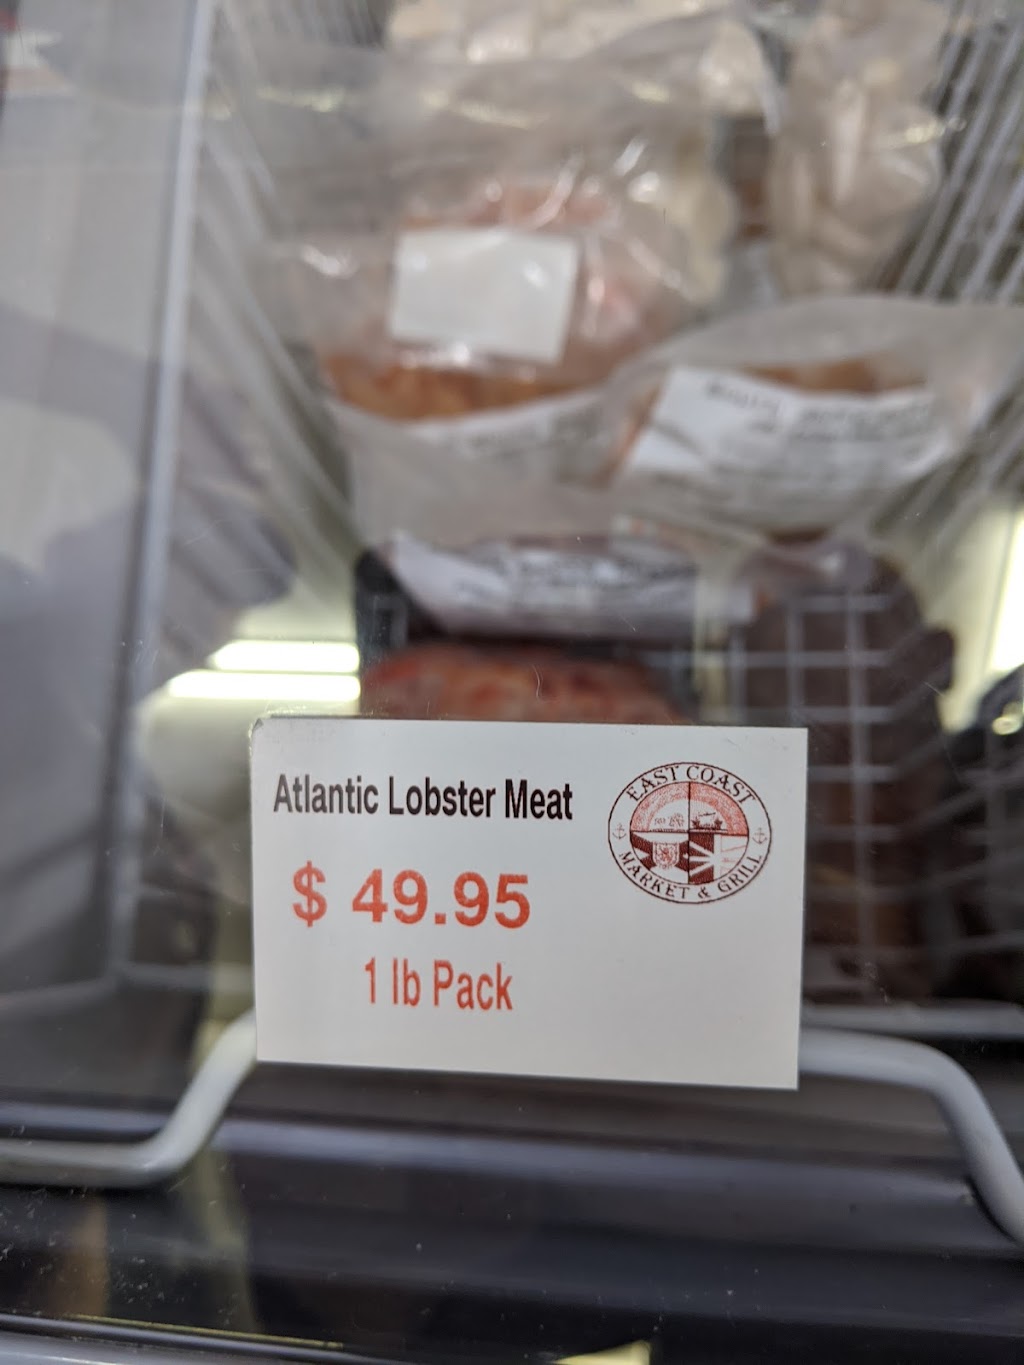 Atlantic Lobster Meat
$ 49.95
1 lb Pack
EAST COAST
MARKET & GRILL